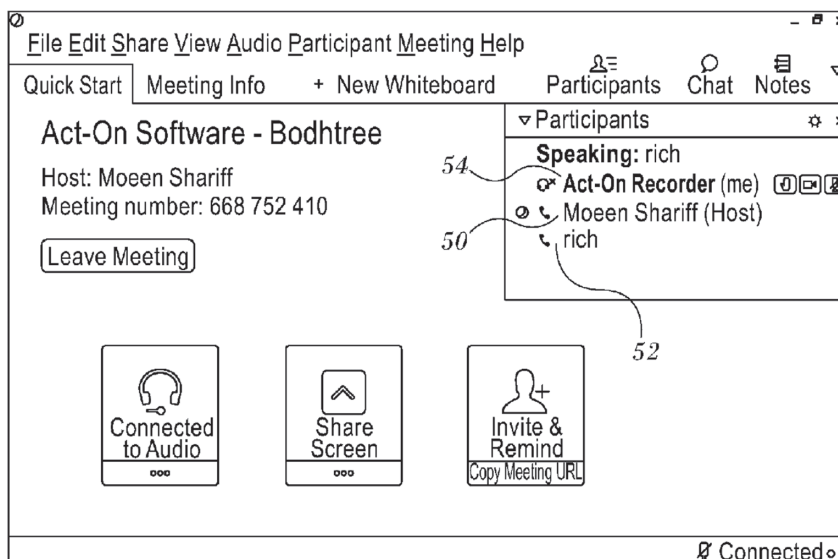 File Edit Share View Audio Participant Meeting Help
Quick Start Meeting Info + New Whiteboard Participants Chat Notes
Act-On Software - Bodhtree
Host: Moeen Shariff
Meeting number: 668 752 410
Leave Meeting
Participants
Speaking: rich
54 Act-On Recorder (me)
50 Moeen Shariff (Host)
rich
52
Connected
to Audio
Share
Screen
Invite &
Remind
Copy Meeting URL
Connected